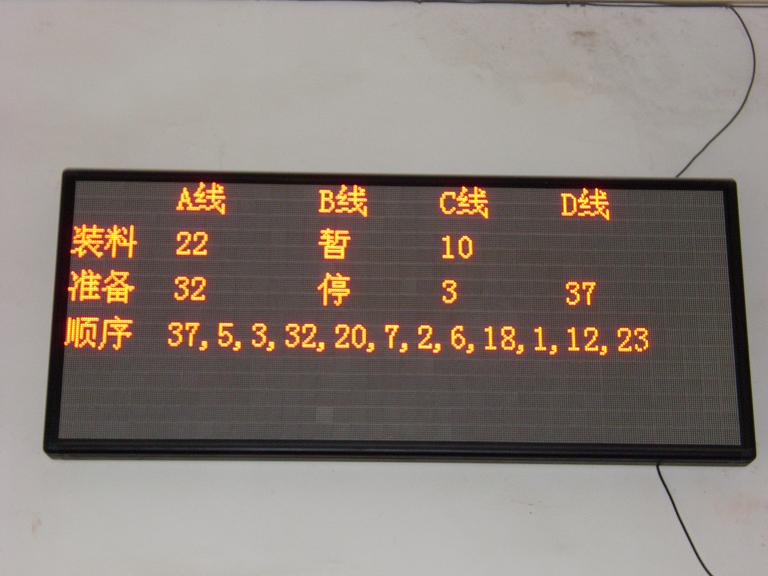 A线 B线 C线 D线
装料 22 暂 10
准备 32 停 3 37
顺序 37,5,3,32,20,7,2,6,18,1,12,23